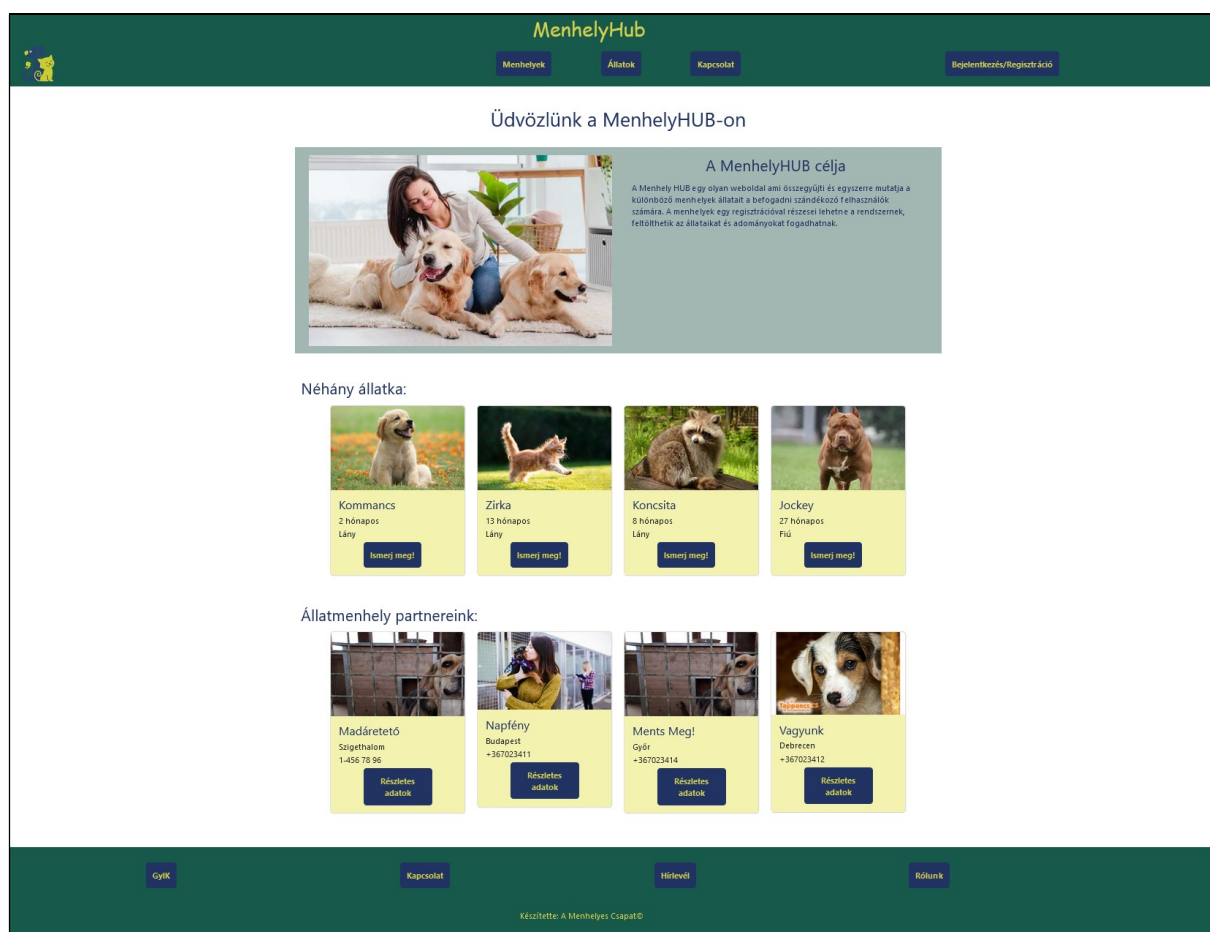 MenhelyHub
Menhelyek Állatok Kapcsolat Bejelentkezés/Regisztráció
Üdvözlünk a MenhelyHUB-on
A MenhelyHUB célja
A Menhely HUB egy olyan weboldal ami összegyűjti és egyszerre mutatja a
különböző menhelyek állatait a befogadni szándékozó felhasználók
számára. A menhelyek egy regisztrációval részesei lehetne a rendszernek,
feltölthetik az állataikat és adományokat fogadhatnak.
Néhány állatka:
Kommancs
2 hónapos
Lány
Ismerj meg!
Zirka
13 hónapos
Lány
Ismerj meg!
Koncsita
8 hónapos
Lány
Ismerj meg!
Jockey
27 hónapos
Fiú
Ismerj meg!
Állatmenhely partnereink:
Madáretető
Szigethalom
1-456 78 96
Részletes
adatok
Napfény
Budapest
+367023411
Részletes
adatok
Ments Meg!
Győr
+367023414
Részletes
adatok
Tappancs
Vagyunk
Debrecen
+367023412
Részletes
adatok
GyIK Kapcsolat Hírlevél Rólunk
Készítette: A Menhelyes Csapat©